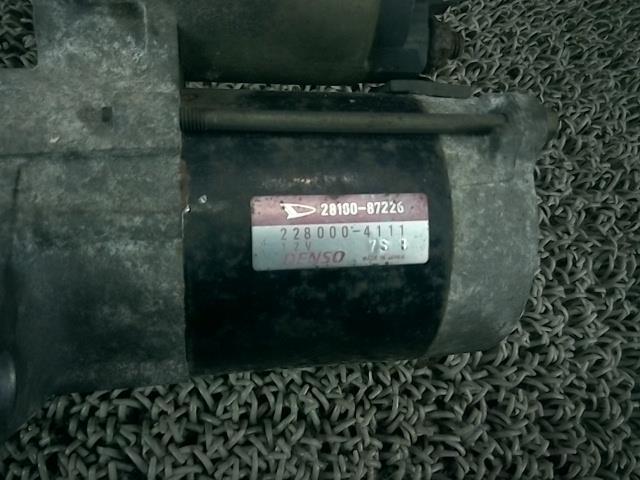 28100-87226
228000-4111
12V 7S
DENSO MADE IN JAPAN